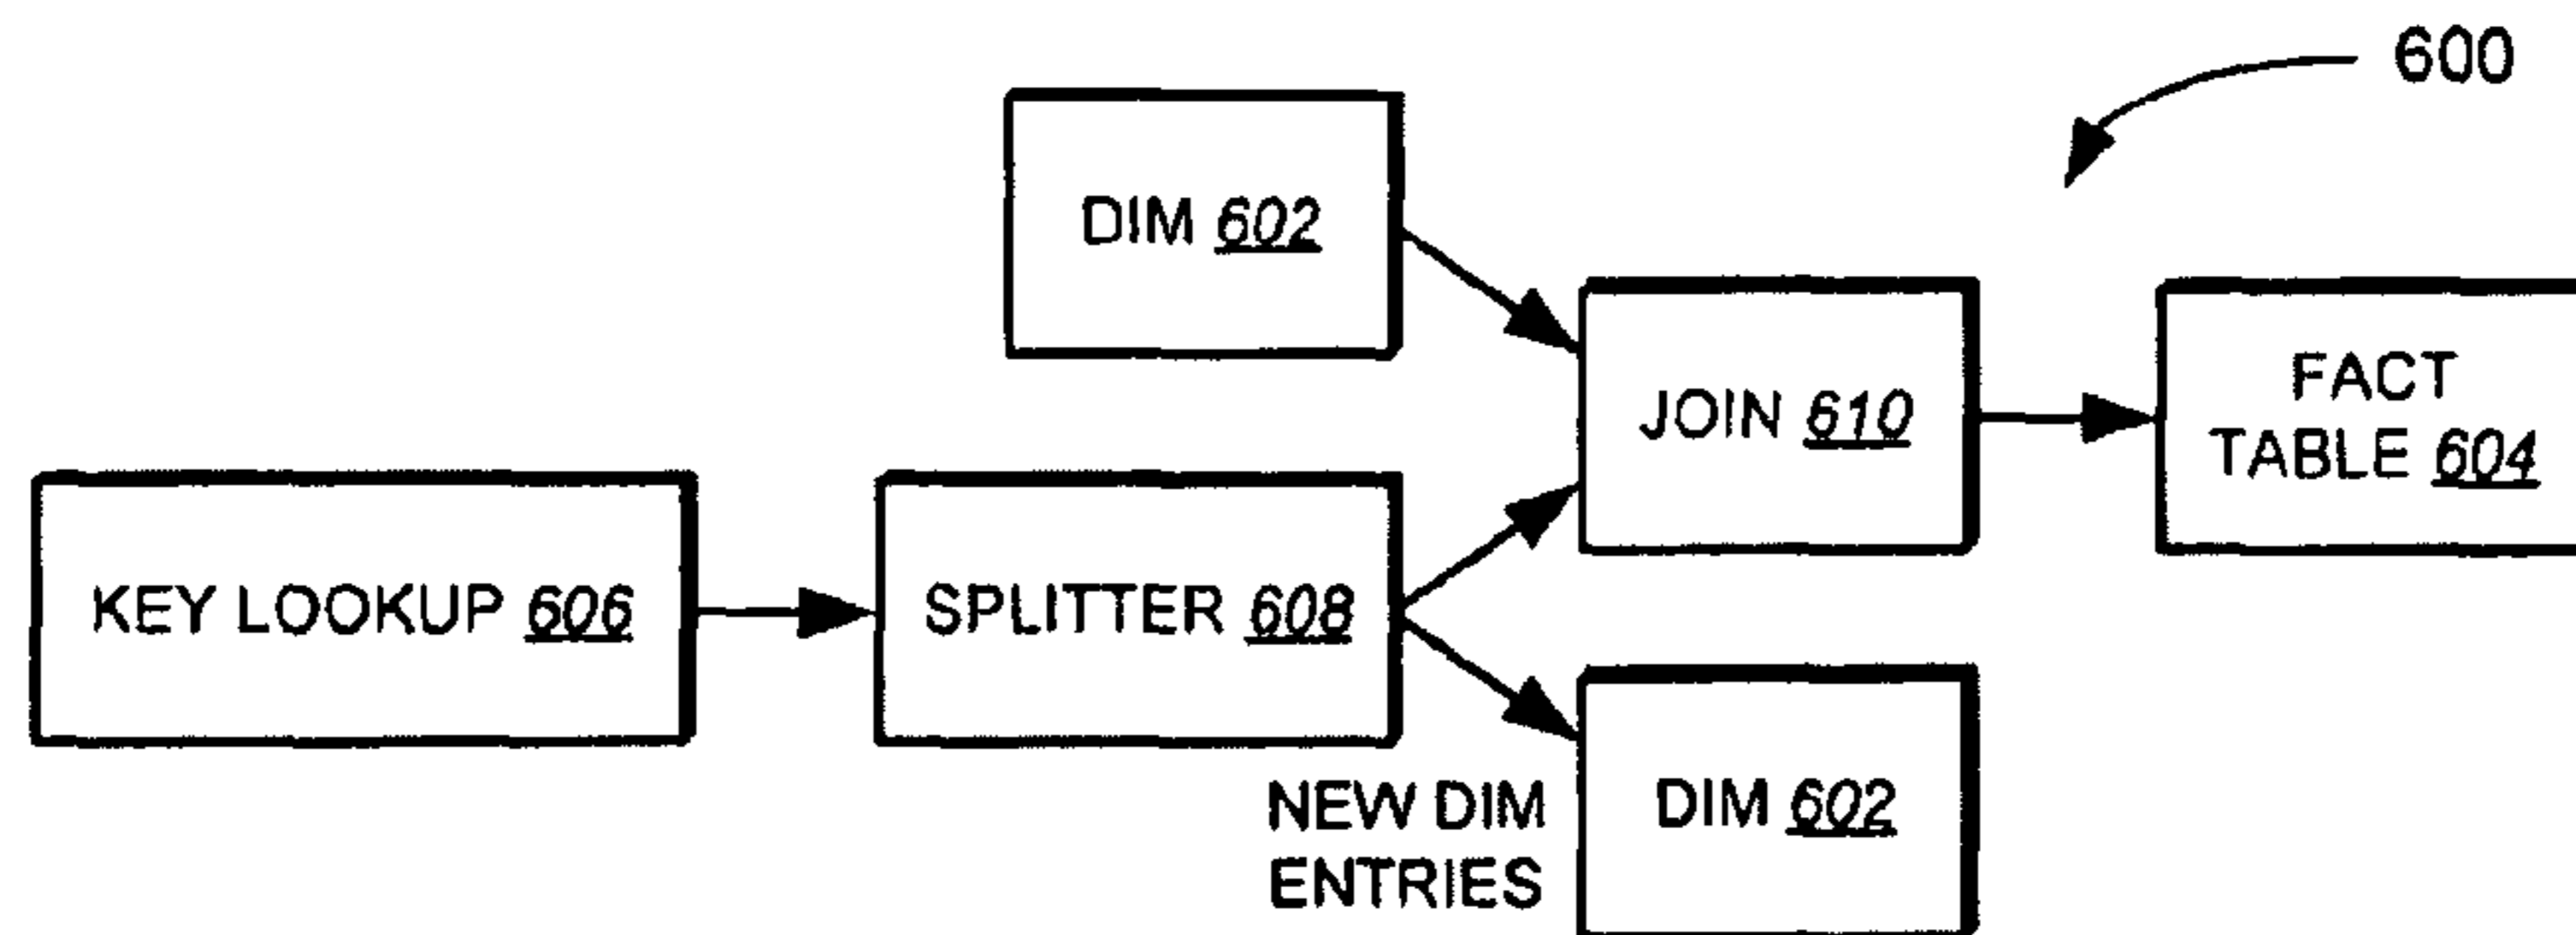 600
DIM 602
JOIN 610
FACT
TABLE 604
KEY LOOKUP 606
SPLITTER 608
NEW DIM
ENTRIES
DIM 602